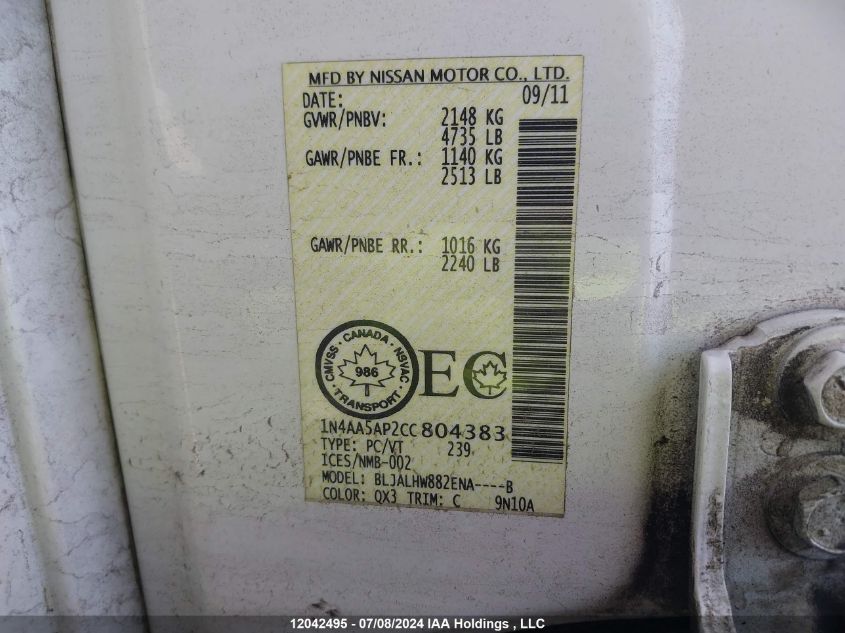 MFD BY NISSAN MOTOR CO., LTD.
DATE: 09/11
GVWR/PNBV: 2148 KG
4735 LB
GAWR/PNBE FR.: 1140 KG
2513 LB
GAWR/PNBE RR.: 1016 KG
2240 LB
CMVSS · CANADA · NSVAC
986
TRANSPORT
EC
1N4AA5AP2CC804383
TYPE: PC/VT 239
ICES/NMB-002
MODEL: BLJALHW882ENA----B
COLOR: QX3 TRIM: C 9N10A
12042495 - 07/08/2024 IAA Holdings , LLC